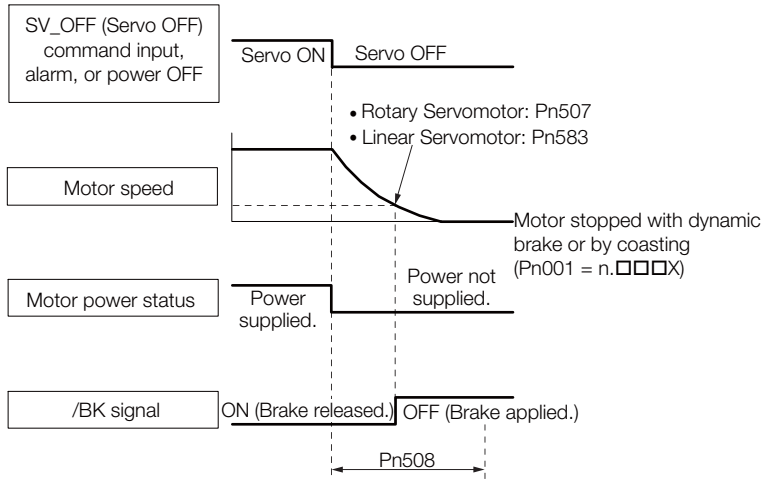 SV_OFF (Servo OFF)
command input,
alarm, or power OFF
Servo ON
Servo OFF
• Rotary Servomotor: Pn507
• Linear Servomotor: Pn583
Motor speed
Motor stopped with dynamic
brake or by coasting
(Pn001 = n.□□□X)
Motor power status
Power
supplied.
Power not
supplied.
/BK signal
ON (Brake released.)
OFF (Brake applied.)
Pn508